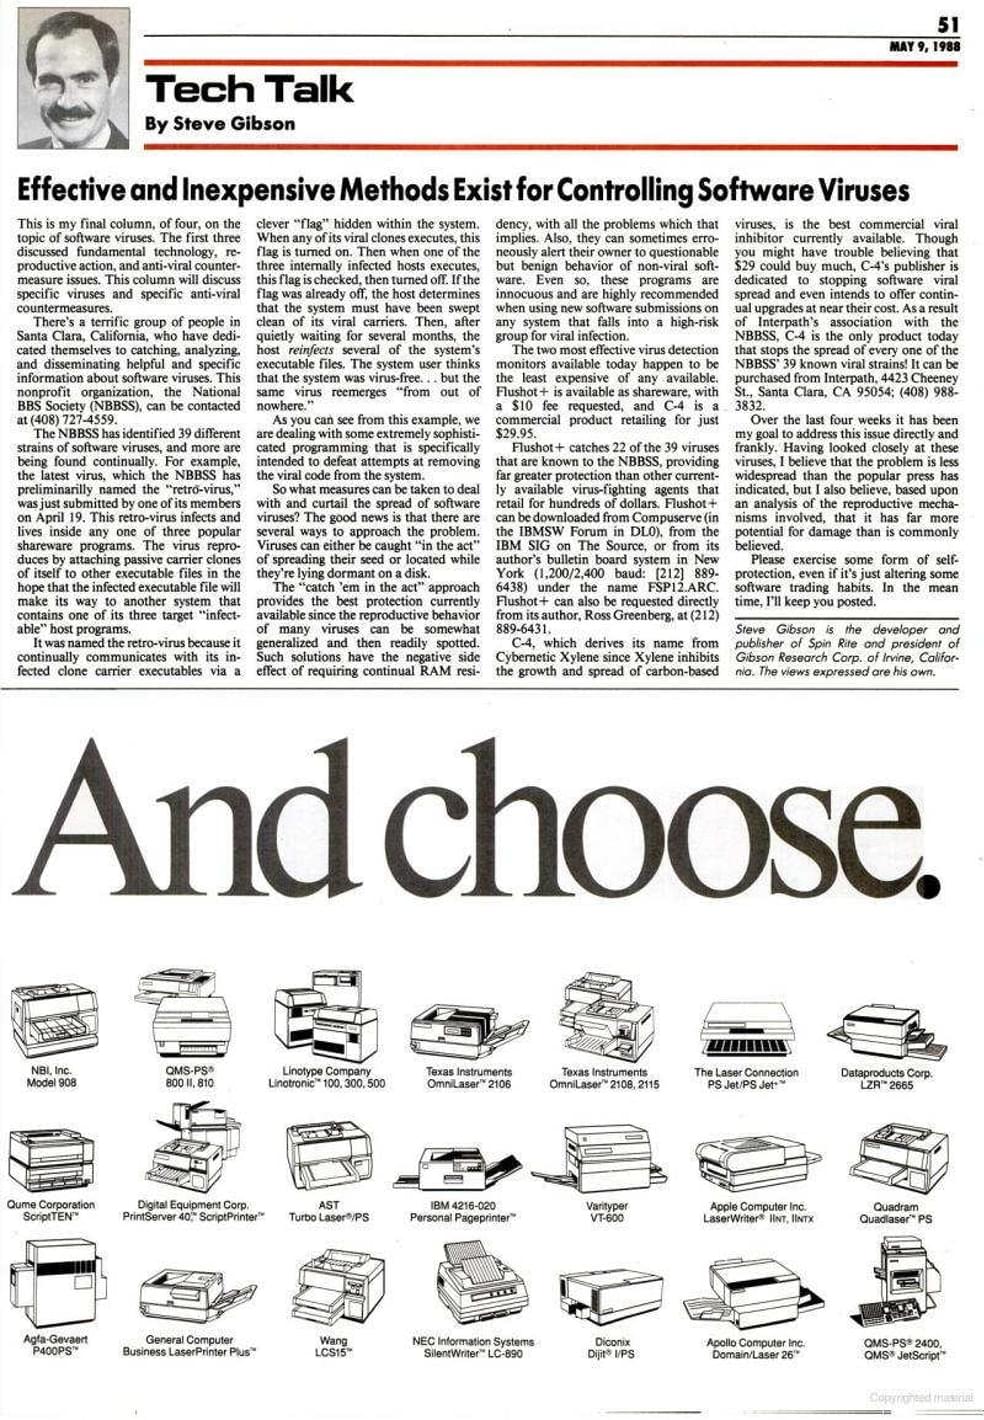 51
MAY 9, 1988
Tech Talk
By Steve Gibson
Effective and Inexpensive Methods Exist for Controlling Software Viruses
This is my final column, of four, on the
topic of software viruses. The first three
discussed fundamental technology, re-
productive action, and anti-viral counter-
measure issues. This column will discuss
specific viruses and specific anti-viral
countermeasures.
There's a terrific group of people in
Santa Clara, California, who have dedi-
cated themselves to catching, analyzing,
and disseminating helpful and specific
information about software viruses. This
nonprofit organization, the National
BBS Society (NBBSS), can be contacted
at (408) 727-4559.
The NBBSS has identified 39 different
strains of software viruses, and more are
being found continually. For example,
the latest virus, which the NBBSS has
preliminarily named the "retro-virus,"
was just submitted by one of its members
on April 19. This retro-virus infects and
lives inside any one of three popular
shareware programs. The virus repro-
duces by attaching passive carrier clones
of itself to other executable files in the
hope that the infected executable file will
make its way to another system that
contains one of its three target "infect-
able" host programs.
It was named the retro-virus because it
continually communicates with its in-
fected clone carrier executables via a
clever "flag" hidden within the system.
When any of its viral clones executes, this
flag is turned on. Then when one of the
three internally infected hosts executes,
this flag is checked, then turned off. If the
flag was already off, the host determines
that the system must have been swept
clean of its viral carriers. Then, after
quietly waiting for several months, the
host reinfects several of the system's
executable files. The system user thinks
that the system was virus-free. . . but the
same virus reemerges "from out of
nowhere."
As you can see from this example, we
are dealing with some extremely sophisti-
cated programming that is specifically
intended to defeat attempts at removing
the viral code from the system.
So what measures can be taken to deal
with and curtail the spread of software
viruses? The good news is that there are
several ways to approach the problem.
Viruses can either be caught "in the act"
of spreading their seed or located while
they're lying dormant on a disk.
The "catch 'em in the act" approach
provides the best protection currently
available since the reproductive behavior
of many viruses can be somewhat
generalized and then readily spotted.
Such solutions have the negative side
effect of requiring continual RAM resi-
dency, with all the problems which that
implies. Also, they can sometimes erro-
neously alert their owner to questionable
but benign behavior of non-viral soft-
ware. Even so, these programs are
innocuous and are highly recommended
when using new software submissions on
any system that falls into a high-risk
group for viral infection.
The two most effective virus detection
monitors available today happen to be
the least expensive of any available.
Flushot+ is available as shareware, with
a $10 fee requested, and C-4 is a
commercial product retailing for just
$29.95.
Flushot+ catches 22 of the 39 viruses
that are known to the NBBSS, providing
far greater protection than other current-
ly available virus-fighting agents that
retail for hundreds of dollars. Flushot+
can be downloaded from Compuserve (in
the IBMSW Forum in DL0), from the
IBM SIG on The Source, or from its
author's bulletin board system in New
York (1,200/2,400 baud: [212] 889-
6438) under the name FSP12.ARC.
Flushot+ can also be requested directly
from its author, Ross Greenberg, at (212)
889-6431.
C-4, which derives its name from
Cybernetic Xylene since Xylene inhibits
the growth and spread of carbon-based
viruses, is the best commercial viral
inhibitor currently available. Though
you might have trouble believing that
$29 could buy much, C-4's publisher is
dedicated to stopping software viral
spread and even intends to offer contin-
ual upgrades at near their cost. As a result
of Interpath's association with the
NBBSS, C-4 is the only product today
that stops the spread of every one of the
NBBSS' 39 known viral strains! It can be
purchased from Interpath, 4423 Cheeney
St., Santa Clara, CA 95054; (408) 988-
3832.
Over the last four weeks it has been
my goal to address this issue directly and
frankly. Having looked closely at these
viruses, I believe that the problem is less
widespread than the popular press has
indicated, but I also believe, based upon
an analysis of the reproductive mecha-
nisms involved, that it has far more
potential for damage than is commonly
believed.
Please exercise some form of self-
protection, even if it's just altering some
software trading habits. In the mean
time, I'll keep you posted.
Steve Gibson is the developer and
publisher of Spin Rite and president of
Gibson Research Corp. of Irvine, Califor-
nia. The views expressed are his own.
And choose.
NBI, Inc.
Model 908
QMS-PS®
800 II, 810
Linotype Company
Linotronic™ 100, 300, 500
Texas Instruments
OmniLaser™ 2106
Texas Instruments
OmniLaser™ 2108, 2115
The Laser Connection
PS Jet/PS Jet+™
Dataproducts Corp.
LZR™ 2665
Qume Corporation
ScripTEN™
Digital Equipment Corp.
PrintServer 40,™ ScriptPrinter™
AST
Turbo Laser®/PS
IBM 4216-020
Personal Pageprinter™
Varityper
VT-600
Apple Computer Inc.
LaserWriter® IINT, IINTX
Quadram
Quadlaser™ PS
Agfa-Gevaert
P400PS™
General Computer
Business LaserPrinter Plus™
Wang
LCS15™
NEC Information Systems
SilentWriter™ LC-890
Diconix
Dijit® I/PS
Apollo Computer Inc.
Domain/Laser 26™
QMS-PS® 2400,
QMS® JetScript™
Copyrighted material